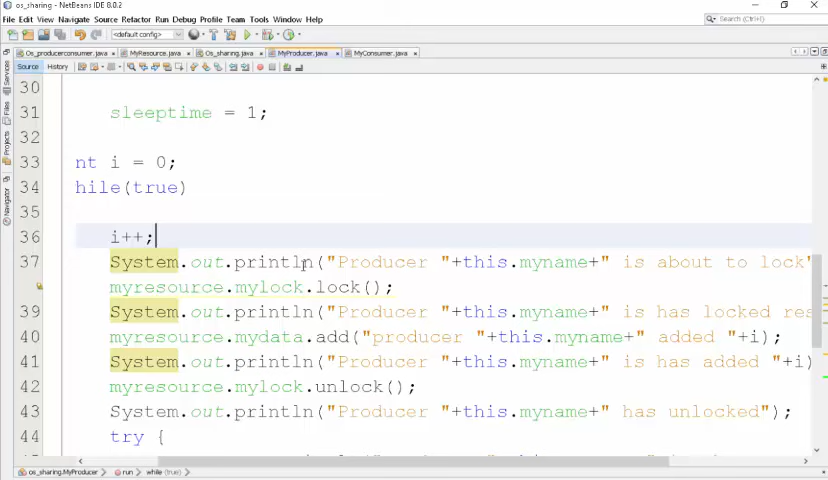 os_sharing - NetBeans IDE 8.0.2
File Edit View Navigate Source Refactor Run Debug Profile Team Tools Window Help
Search (Ctrl+I)
<default config>
Os_producerconsumer.java MyResource.java Os_sharing.java MyProducer.java MyConsumer.java
Source History
Services
Files
Projects
Navigator
30
31 sleeptime = 1;
32
33 nt i = 0;
34 hile(true)
35
36 i++;
37 System.out.println("Producer "+this.myname+" is about to lock"
myresource.mylock.lock();
39 System.out.println("Producer "+this.myname+" is has locked res
40 myresource.mydata.add("producer "+this.myname+" added "+i);
41 System.out.println("Producer "+this.myname+" is has added "+i)
42 myresource.mylock.unlock();
43 System.out.println("Producer "+this.myname+" has unlocked");
44 try {
os_sharing.MyProducer run while (true)